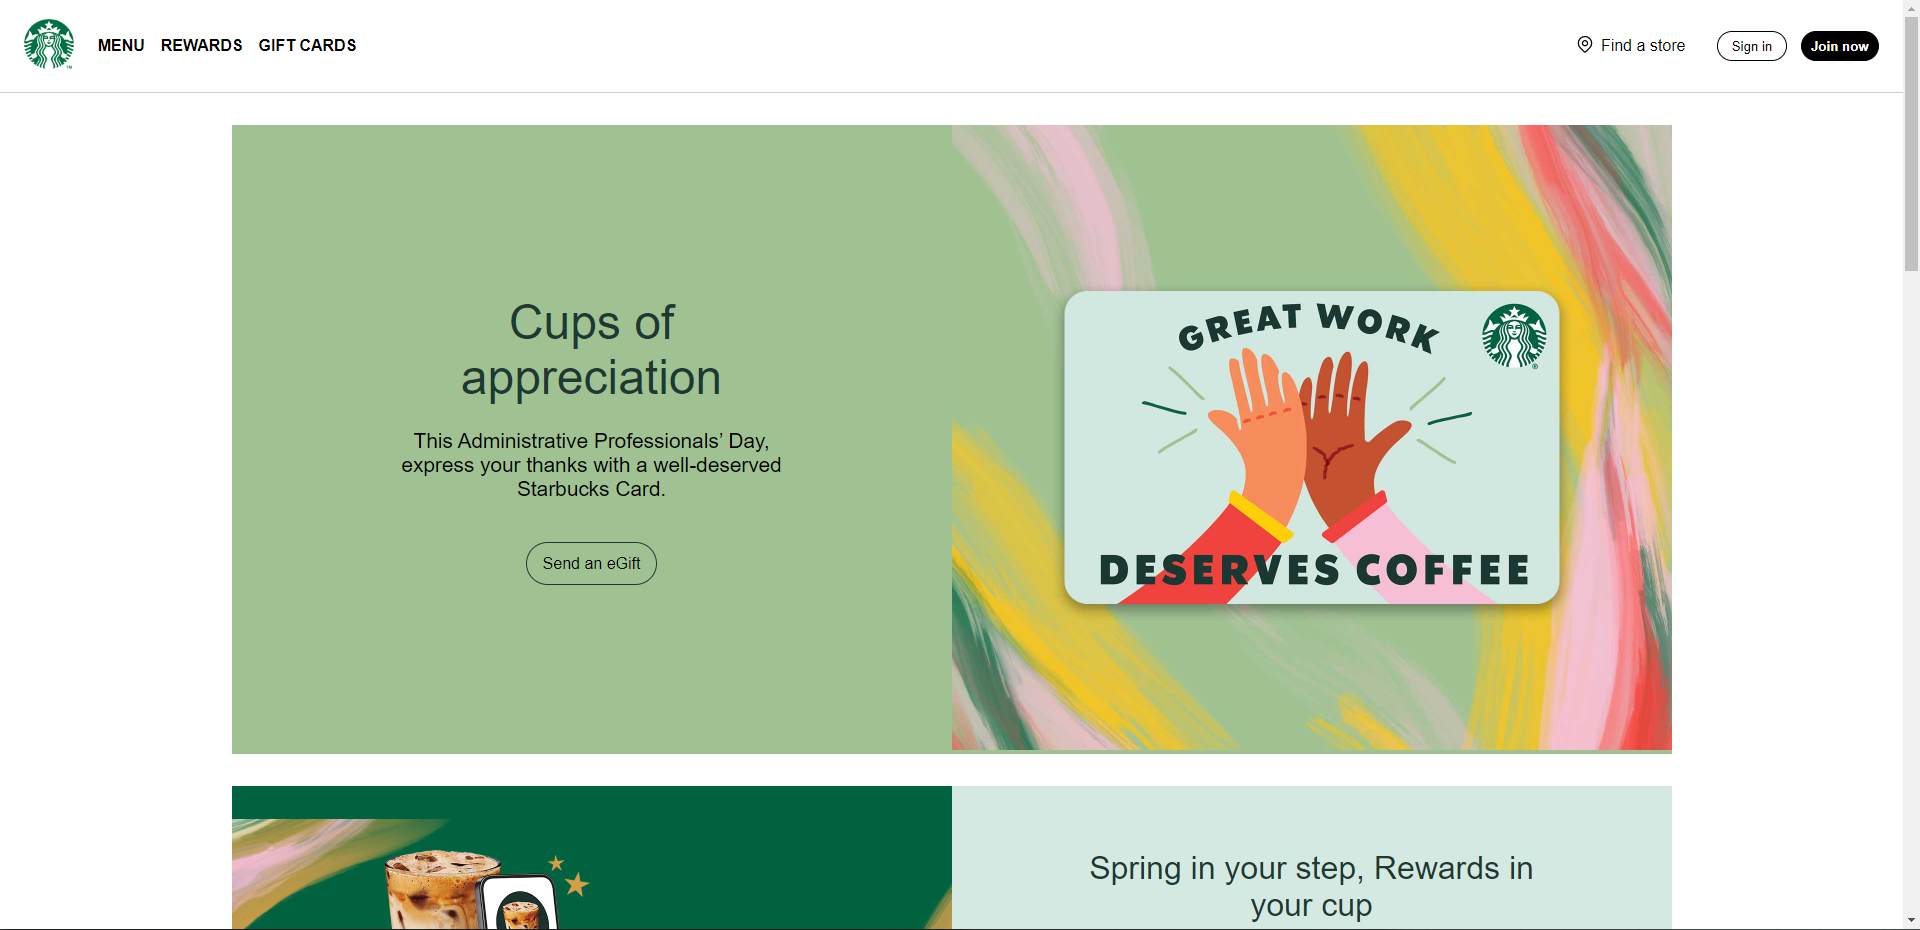 MENU REWARDS GIFT CARDS
Find a store
Sign in
Join now
Cups of
appreciation
This Administrative Professionals’ Day,
express your thanks with a well-deserved
Starbucks Card.
Send an eGift
GREAT WORK
DESERVES COFFEE
Spring in your step, Rewards in
your cup